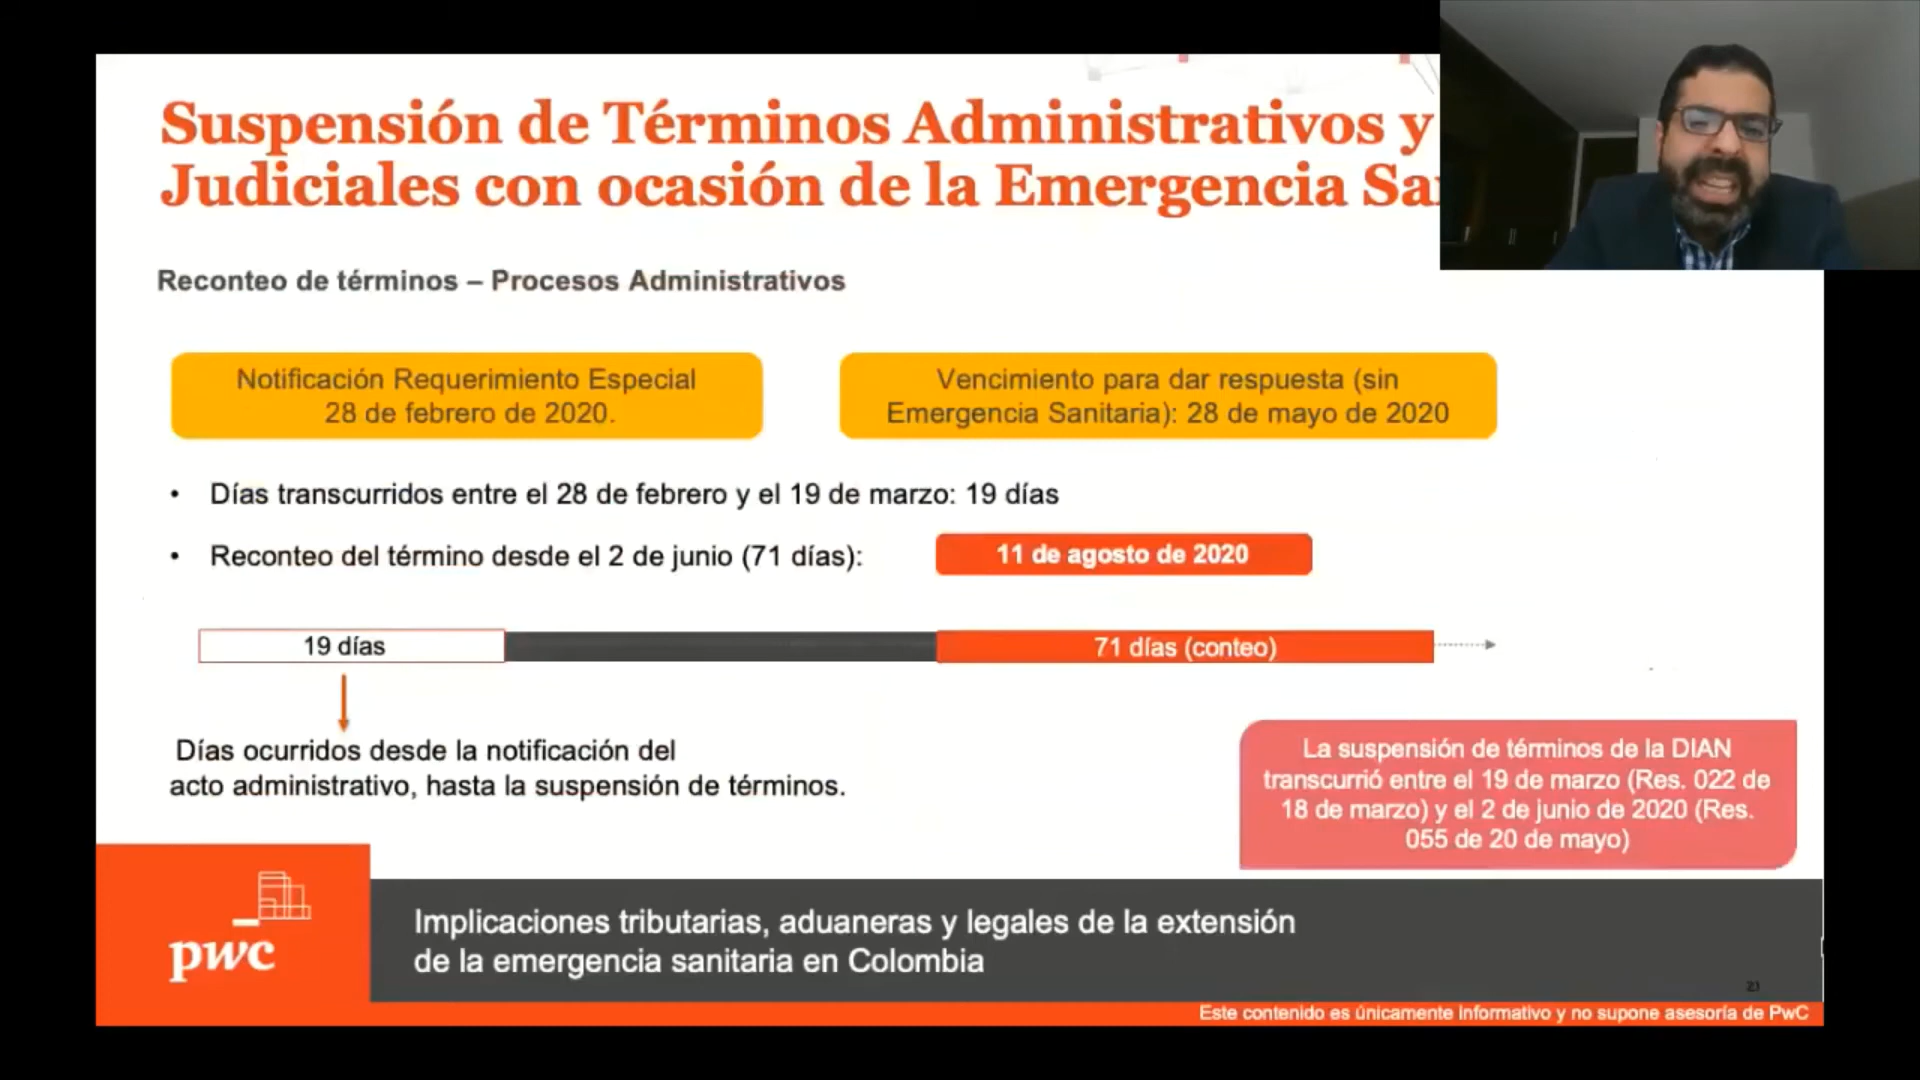 Suspensión de Términos Administrativos y
Judiciales con ocasión de la Emergencia
Reconteo de términos – Procesos Administrativos
Notificación Requerimiento Especial
28 de febrero de 2020.
Vencimiento para dar respuesta (sin
Emergencia Sanitaria): 28 de mayo de 2020
• Días transcurridos entre el 28 de febrero y el 19 de marzo: 19 días
• Reconteo del término desde el 2 de junio (71 días):
11 de agosto de 2020
19 días
71 días (conteo)
Días ocurridos desde la notificación del
acto administrativo, hasta la suspensión de términos.
La suspensión de términos de la DIAN
transcurrió entre el 19 de marzo (Res. 022 de
18 de marzo) y el 2 de junio de 2020 (Res.
055 de 20 de mayo)
pwc
Implicaciones tributarias, aduaneras y legales de la extensión
de la emergencia sanitaria en Colombia
Este contenido es únicamente informativo y no supone asesoría de PwC